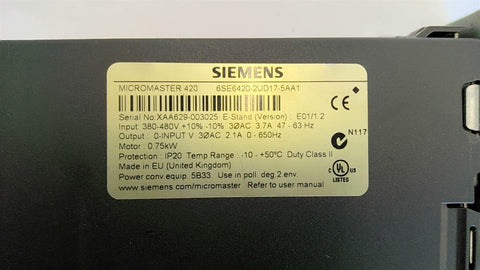 SIEMENS
MICROMASTER 420 6SE6420-2UD17-5AA1
Serial No:XAA629-003025 E-Stand (Version) : E01/1.2
Input: 380-480V +10% -10% 3ØAC 3.7A 47 - 63 Hz
Output : 0-INPUT V 3ØAC 2.1A 0 - 650Hz
Motor : 0.75kW
Protection : IP20 Temp Range : -10 - +50°C Duty Class II
Made in EU (United Kingdom)
Power conv.equip. 5B33 Use in poll. deg 2.env.
www.siemens.com/micromaster Refer to user manual
N117
C UL US
LISTED